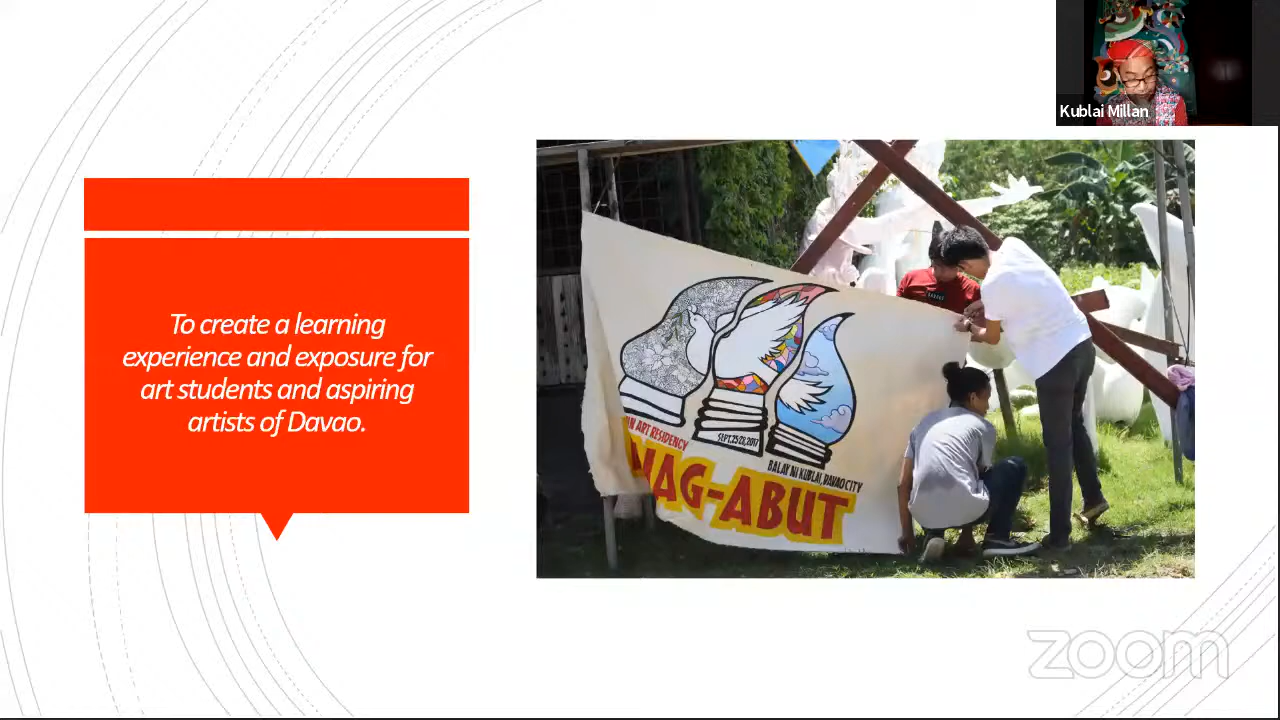 Kublai Millan
To create a learning
experience and exposure for
art students and aspiring
artists of Davao.
ART RESIDENCY
SEPT.25-28, 2017
BALAY NI KUBLAI, DAVAO CITY
NAG-ABUT
zoom